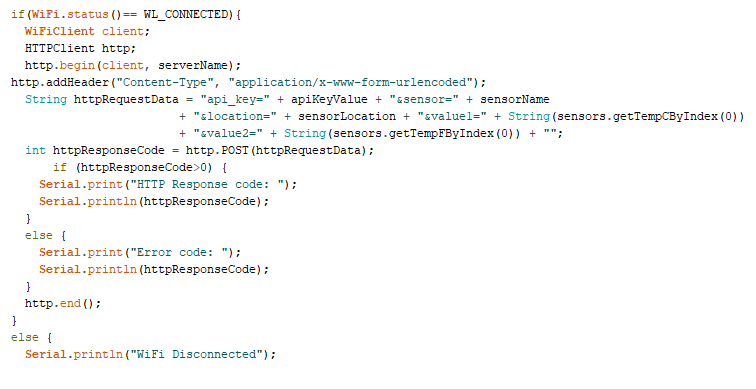 if(WiFi.status()== WL_CONNECTED){
WiFiClient client;
HTTPClient http;
http.begin(client, serverName);
http.addHeader("Content-Type", "application/x-www-form-urlencoded");
String httpRequestData = "api_key=" + apiKeyValue + "&sensor=" + sensorName
+ "&location=" + sensorLocation + "&value1=" + String(sensors.getTempCByIndex(0))
+ "&value2=" + String(sensors.getTempFByIndex(0)) + "";
int httpResponseCode = http.POST(httpRequestData);
if (httpResponseCode>0) {
Serial.print("HTTP Response code: ");
Serial.println(httpResponseCode);
}
else {
Serial.print("Error code: ");
Serial.println(httpResponseCode);
}
http.end();
}
else {
Serial.println("WiFi Disconnected");